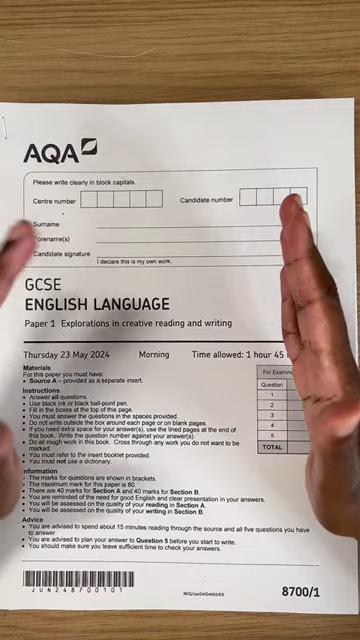 AQA
Please write clearly in block capitals.
Centre number Candidate number
Surname
Forename(s)
Candidate signature
I declare this is my own work.
GCSE
ENGLISH LANGUAGE
Paper 1 Explorations in creative reading and writing
Thursday 23 May 2024 Morning Time allowed: 1 hour 45
Materials
For this paper you must have:
• Source A – provided as a separate insert.
Instructions
• Answer all questions.
• Use black ink or black ball-point pen.
• Fill in the boxes at the top of this page.
• You must answer the questions in the spaces provided.
• Do not write outside the box around each page or on blank pages.
• If you need extra space for your answer(s), use the lined pages at the end of
this book. Write the question number against your answer(s).
• Do all rough work in this book. Cross through any work you do not want to be
marked.
• You must refer to the insert booklet provided.
• You must not use a dictionary.
Information
• The marks for questions are shown in brackets.
• The maximum mark for this paper is 80.
• There are 40 marks for Section A and 40 marks for Section B.
• You are reminded of the need for good English and clear presentation in your answers.
• You will be assessed on the quality of your reading in Section A.
• You will be assessed on the quality of your writing in Section B.
Advice
• You are advised to spend about 15 minutes reading through the source and all five questions you have
to answer.
• You are advised to plan your answer to Question 5 before you start to write.
• You should make sure you leave sufficient time to check your answers.
For Examin
Question
1
2
3
4
5
TOTAL
JUN248700101
8700/1